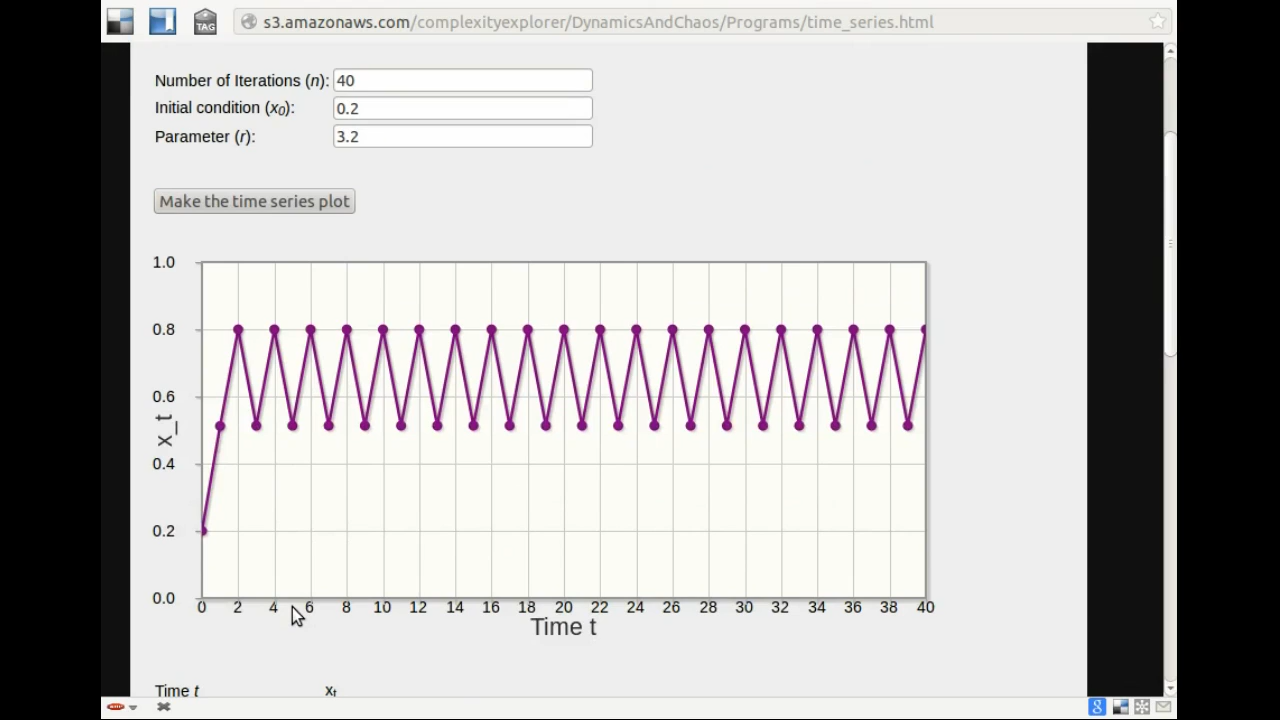 TAG
s3.amazonaws.com/complexityexplorer/DynamicsAndChaos/Programs/time_series.html
Number of Iterations (n): 40
Initial condition (x0): 0.2
Parameter (r): 3.2
Make the time series plot
1.0
0.8
0.6
x_t
0.4
0.2
0.0
0 2 4 6 8 10 12 14 16 18 20 22 24 26 28 30 32 34 36 38 40
Time t
Time t xt
8